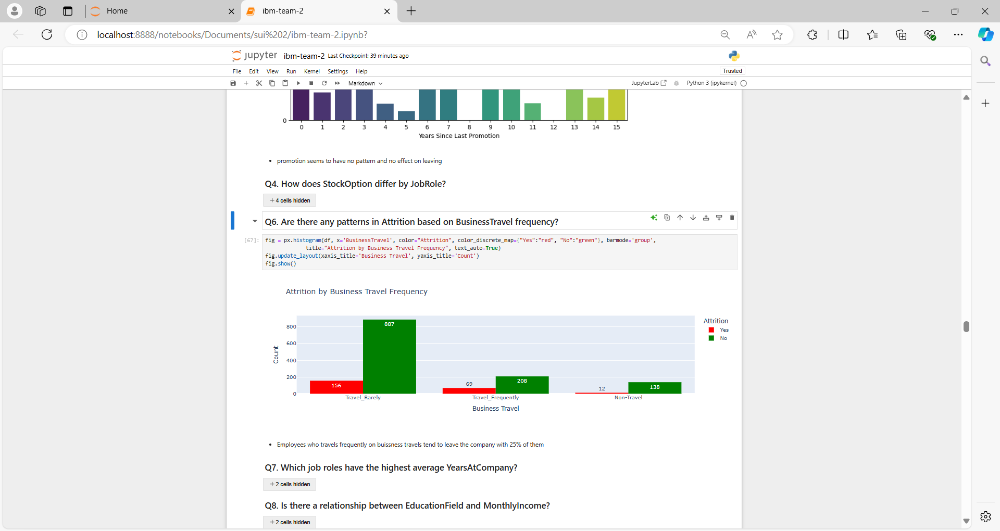 Home
ibm-team-2
localhost:8888/notebooks/Documents/sui%202/ibm-team-2.ipynb?
jupyter ibm-team-2 Last Checkpoint: 39 minutes ago
File Edit View Run Kernel Settings Help
Trusted
Markdown
JupyterLab
Python 3 (ipykernel)
0
0 1 2 3 4 5 6 7 8 9 10 11 12 13 14 15
Years Since Last Promotion
• promotion seems to have no pattern and no effect on leaving
Q4. How does StockOption differ by JobRole?
+ 4 cells hidden
Q6. Are there any patterns in Attrition based on BusinessTravel frequency?
[67]:
fig = px.histogram(df, x='BusinessTravel', color="Attrition", color_discrete_map={"Yes":"red", "No":"green"}, barmode='group',
title="Attrition by Business Travel Frequency", text_auto=True)
fig.update_layout(xaxis_title='Business Travel', yaxis_title='Count')
fig.show()
Attrition by Business Travel Frequency
Attrition
Yes
No
Count
800
600
400
200
0
887
156
69
208
12
138
Travel_Rarely Travel_Frequently Non-Travel
Business Travel
• Employees who travels frequently on buissness travels tend to leave the company with 25% of them
Q7. Which job roles have the highest average YearsAtCompany?
+ 2 cells hidden
Q8. Is there a relationship between EducationField and MonthlyIncome?
+ 2 cells hidden